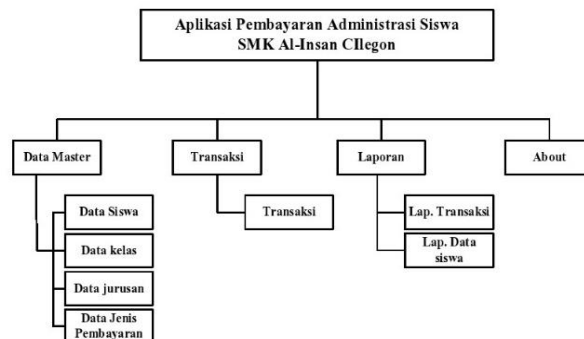 Aplikasi Pembayaran Administrasi Siswa
SMK Al-Insan CIlegon
Data Master
Transaksi
Laporan
About
Data Siswa
Data kelas
Data jurusan
Data Jenis
Pembayaran
Transaksi
Lap. Transaksi
Lap. Data
siswa